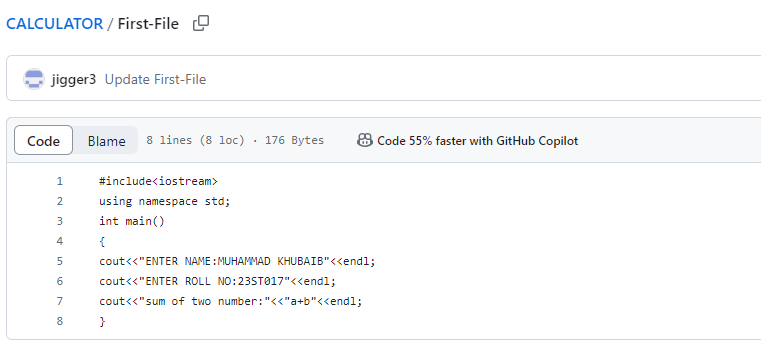 CALCULATOR / First-File
jigger3 Update First-File
Code Blame 8 lines (8 loc) · 176 Bytes Code 55% faster with GitHub Copilot
1 #include<iostream>
2 using namespace std;
3 int main()
4 {
5 cout<<"ENTER NAME:MUHAMMAD KHUBAIB"<<endl;
6 cout<<"ENTER ROLL NO:23ST017"<<endl;
7 cout<<"sum of two number:"<<"a+b"<<endl;
8 }